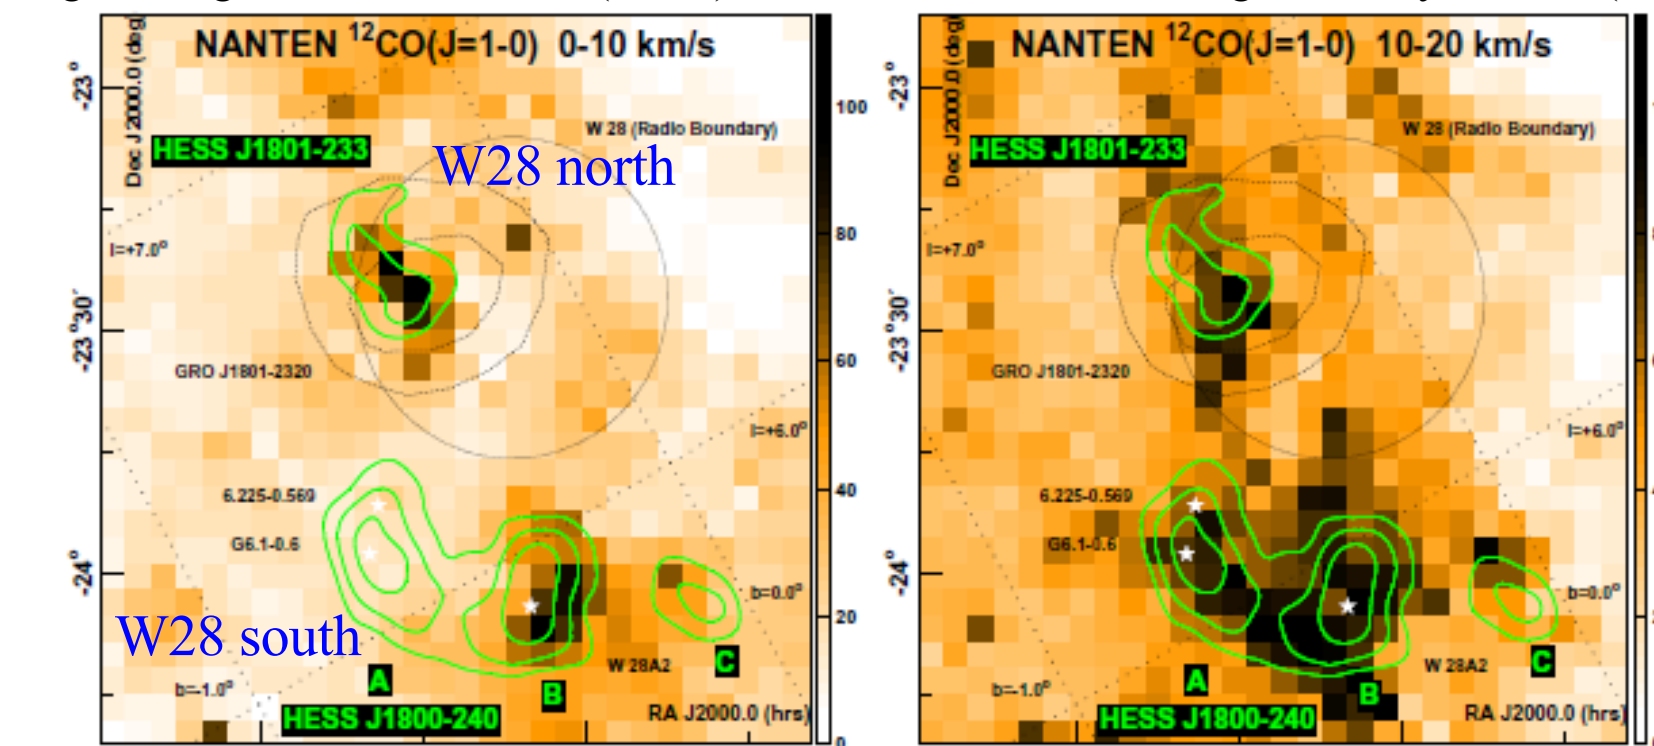 NANTEN ¹²CO(J=1-0) 0-10 km/s
Dec J2000.0 (deg)
-23°
W 28 (Radio Boundary)
HESS J1801-233
W28 north
l=+7.0°
-23°30′
GRO J1801-2320
l=+6.0°
6.225-0.569
G6.1-0.6
-24°
b=0.0°
W28 south
W 28A2
A
B
C
b=-1.0°
HESS J1800-240
RA J2000.0 (hrs)
100
80
60
40
20
0
NANTEN ¹²CO(J=1-0) 10-20 km/s
Dec J2000.0 (deg)
-23°
W 28 (Radio Boundary)
HESS J1801-233
l=+7.0°
-23°30′
GRO J1801-2320
l=+6.0°
6.225-0.569
G6.1-0.6
-24°
b=0.0°
W 28A2
A
B
C
b=-1.0°
HESS J1800-240
RA J2000.0 (hrs)